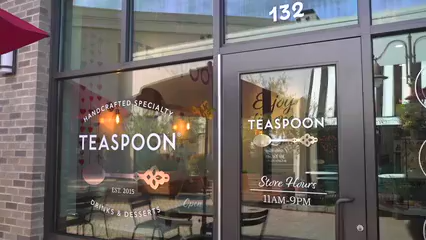 132
HANDCRAFTED SPECIALTY
TEASPOON
EST. 2015
DRINKS & DESSERTS
Enjoy
TEASPOON
Store Hours
11AM-9PM